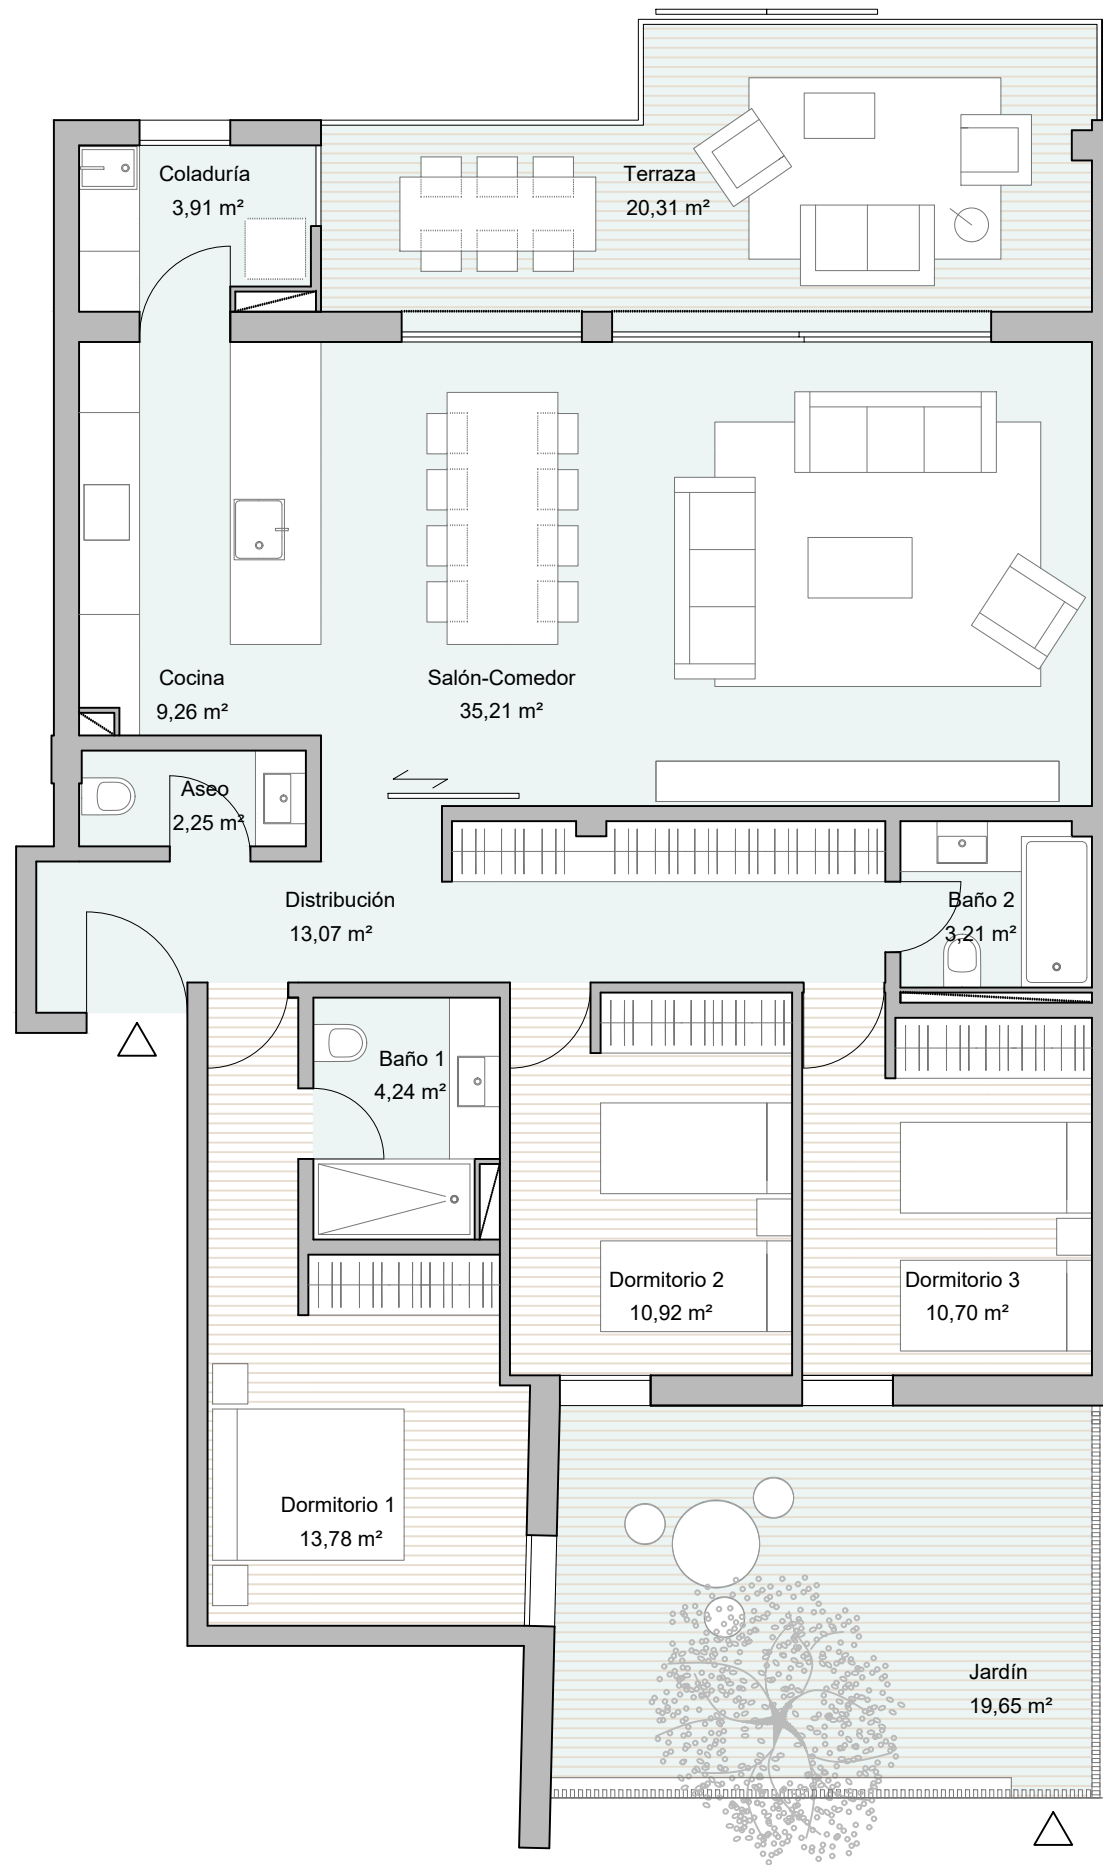 Coladuría
3,91 m²
Terraza
20,31 m²
Cocina
9,26 m²
Salón-Comedor
35,21 m²
Aseo
2,25 m²
Distribución
13,07 m²
Baño 2
3,21 m²
Baño 1
4,24 m²
Dormitorio 2
10,92 m²
Dormitorio 3
10,70 m²
Dormitorio 1
13,78 m²
Jardín
19,65 m²